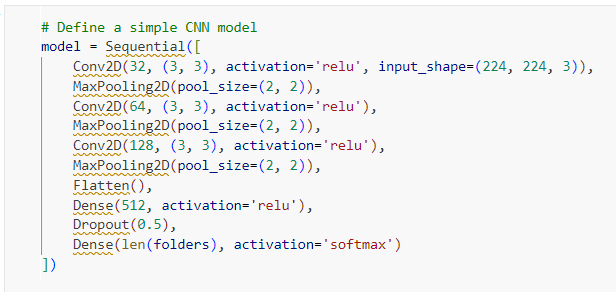 # Define a simple CNN model
model = Sequential([
    Conv2D(32, (3, 3), activation='relu', input_shape=(224, 224, 3)),
    MaxPooling2D(pool_size=(2, 2)),
    Conv2D(64, (3, 3), activation='relu'),
    MaxPooling2D(pool_size=(2, 2)),
    Conv2D(128, (3, 3), activation='relu'),
    MaxPooling2D(pool_size=(2, 2)),
    Flatten(),
    Dense(512, activation='relu'),
    Dropout(0.5),
    Dense(len(folders), activation='softmax')
])